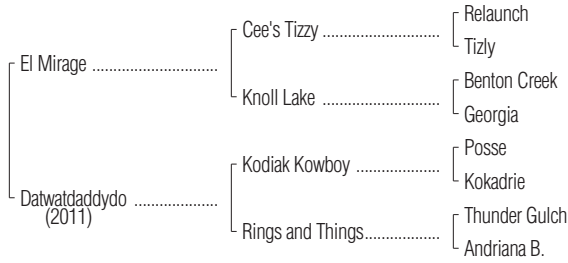 Relaunch
Cee's Tizzy ......................
Tizly
El Mirage ........................
Benton Creek
Knoll Lake ......................
Georgia
Posse
Kodiak Kowboy ................
Kokadrie
Datwatdaddydo ................
(2011)
Thunder Gulch
Rings and Things..............
Andriana B.